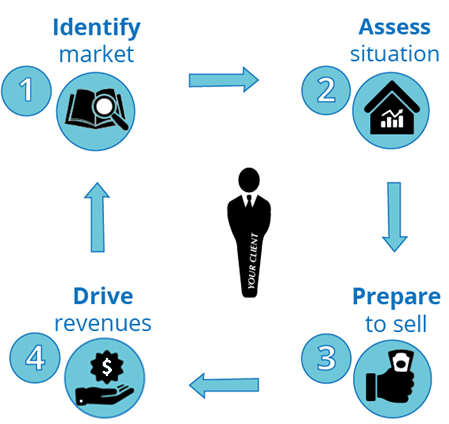 Identify
market
1
Assess
situation
2
YOUR CLIENT
Drive
revenues
4
$
Prepare
to sell
3